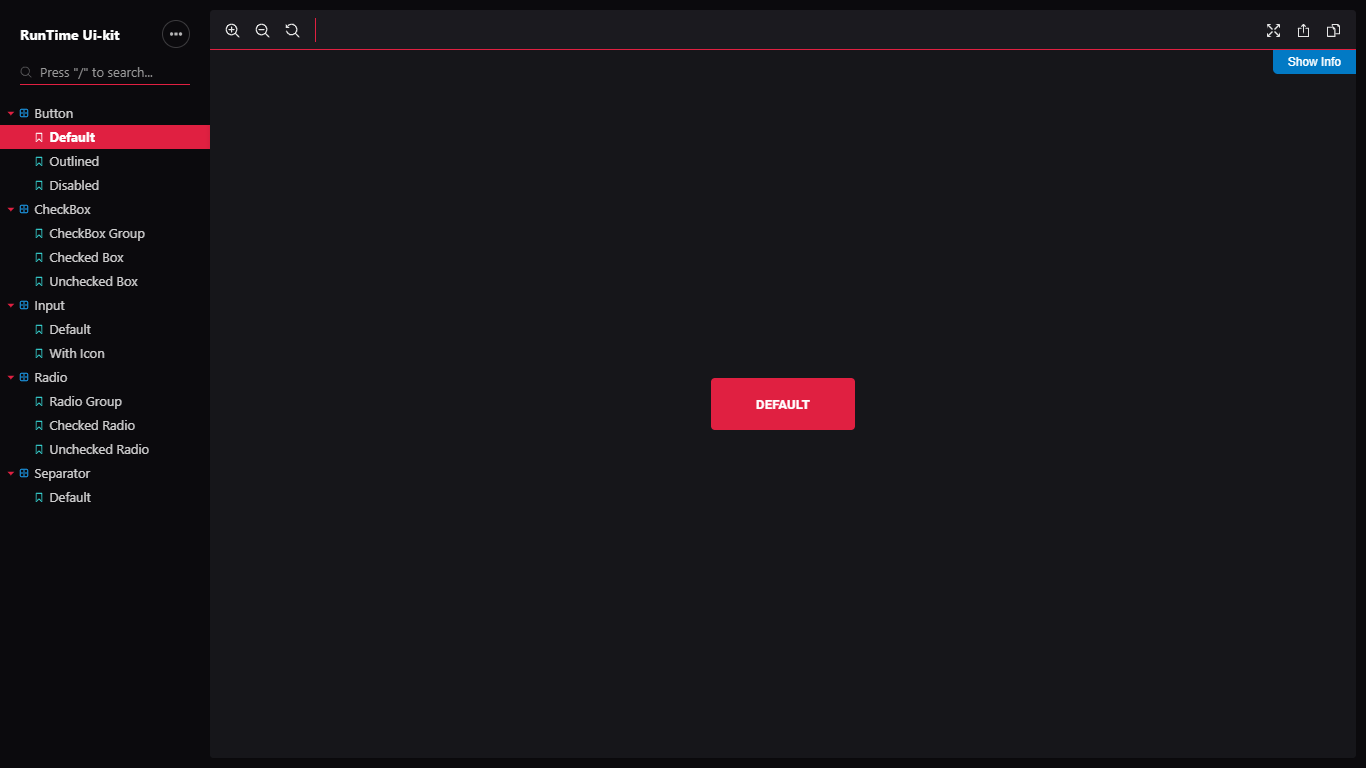 RunTime Ui-kit
Press "/" to search...
Button
Default
Outlined
Disabled
CheckBox
CheckBox Group
Checked Box
Unchecked Box
Input
Default
With Icon
Radio
Radio Group
Checked Radio
Unchecked Radio
Separator
Default
Show Info
DEFAULT